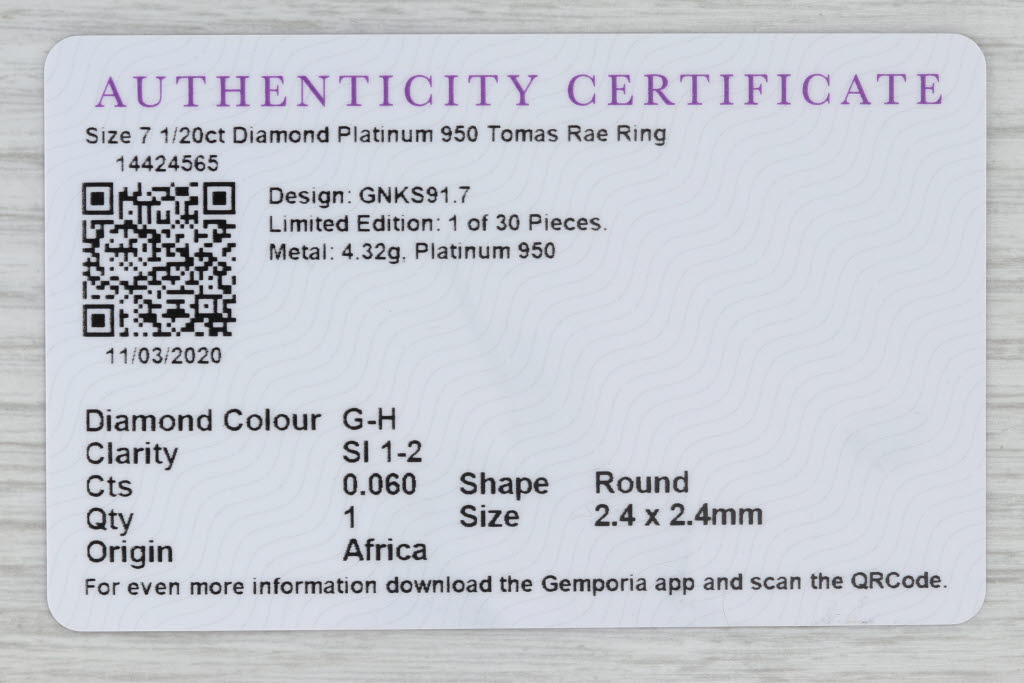 AUTHENTICITY CERTIFICATE
Size 7 1/20ct Diamond Platinum 950 Tomas Rae Ring
14424565
Design: GNKS91.7
Limited Edition: 1 of 30 Pieces.
Metal: 4.32g, Platinum 950
11/03/2020
Diamond Colour G-H
Clarity SI 1-2
Cts 0.060 Shape Round
Qty 1 Size 2.4 x 2.4mm
Origin Africa
For even more information download the Gemporia app and scan the QRCode.